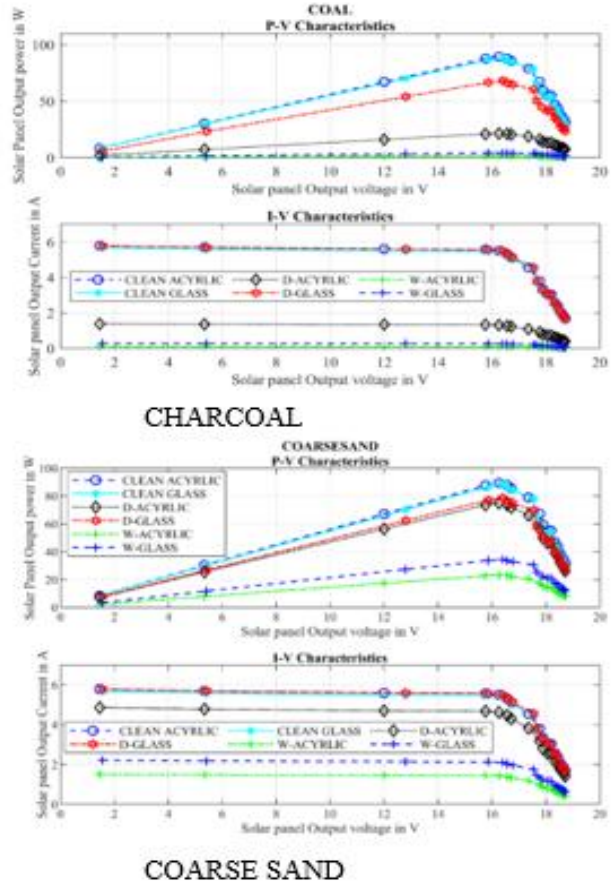 COAL
P-V Characteristics
Solar Panel Output power in W
100
50
0
0 2 4 6 8 10 12 14 16 18 20
Solar panel Output voltage in V
I-V Characteristics
Solar panel Output Current in A
6
4
2
0
CLEAN ACYRLIC D-ACYRLIC W-ACYRLIC
CLEAN GLASS D-GLASS W-GLASS
0 2 4 6 8 10 12 14 16 18 20
Solar panel Output voltage in V
CHARCOAL
COARSESAND
P-V Characteristics
Solar Panel Output power in W
100
80
60
40
20
0
CLEAN ACYRLIC
CLEAN GLASS
D-ACYRLIC
D-GLASS
W-ACYRLIC
W-GLASS
0 2 4 6 8 10 12 14 16 18 20
Solar panel Output voltage in V
I-V Characteristics
Solar panel Output Current in A
6
4
2
0
CLEAN ACYRLIC CLEAN GLASS D-ACYRLIC
D-GLASS W-ACYRLIC W-GLASS
0 2 4 6 8 10 12 14 16 18 20
Solar panel Output voltage in V
COARSE SAND